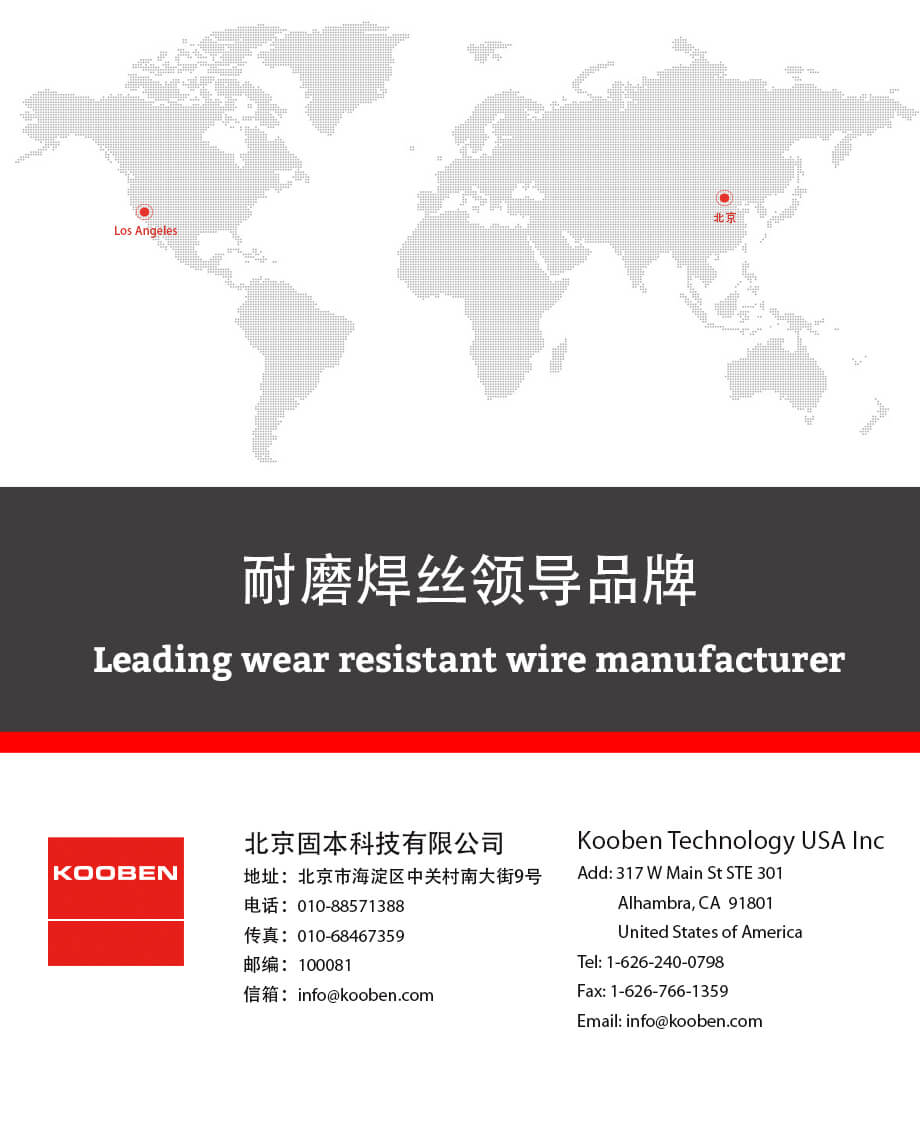 Los Angeles
北京
耐磨焊丝领导品牌
Leading wear resistant wire manufacturer
KOOBEN
北京固本科技有限公司
地址：北京市海淀区中关村南大街9号
电话：010-88571388
传真：010-68467359
邮编：100081
信箱：info@kooben.com
Kooben Technology USA Inc
Add: 317 W Main St STE 301
Alhambra, CA 91801
United States of America
Tel: 1-626-240-0798
Fax: 1-626-766-1359
Email: info@kooben.com